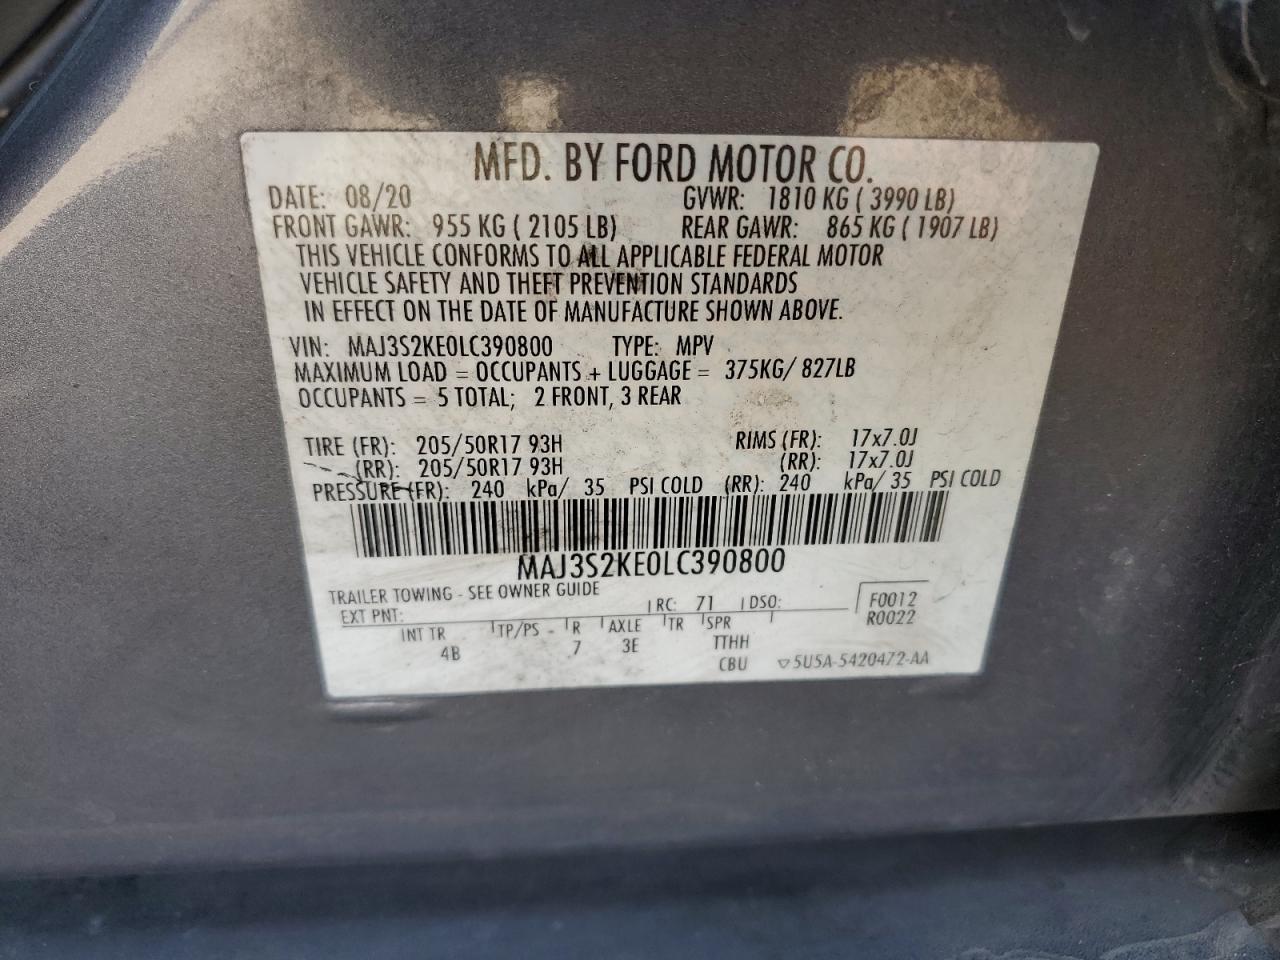 MFD. BY FORD MOTOR CO.
DATE: 08/20 GVWR: 1810 KG ( 3990 LB)
FRONT GAWR: 955 KG ( 2105 LB) REAR GAWR: 865 KG ( 1907 LB)
THIS VEHICLE CONFORMS TO ALL APPLICABLE FEDERAL MOTOR
VEHICLE SAFETY AND THEFT PREVENTION STANDARDS
IN EFFECT ON THE DATE OF MANUFACTURE SHOWN ABOVE.
VIN: MAJ3S2KE0LC390800 TYPE: MPV
MAXIMUM LOAD = OCCUPANTS + LUGGAGE = 375KG/ 827LB
OCCUPANTS = 5 TOTAL; 2 FRONT, 3 REAR
TIRE (FR): 205/50R17 93H RIMS (FR): 17x7.0J
(RR): 205/50R17 93H (RR): 17x7.0J
PRESSURE (FR): 240 kPa/ 35 PSI COLD (RR): 240 kPa/ 35 PSI COLD
MAJ3S2KE0LC390800
TRAILER TOWING - SEE OWNER GUIDE
EXT PNT: RC: 71 DSO: F0012
R0022
INT TR TP/PS - R AXLE TR SPR
4B 7 3E TTHH
CBU ▽5U5A-5420472-AA